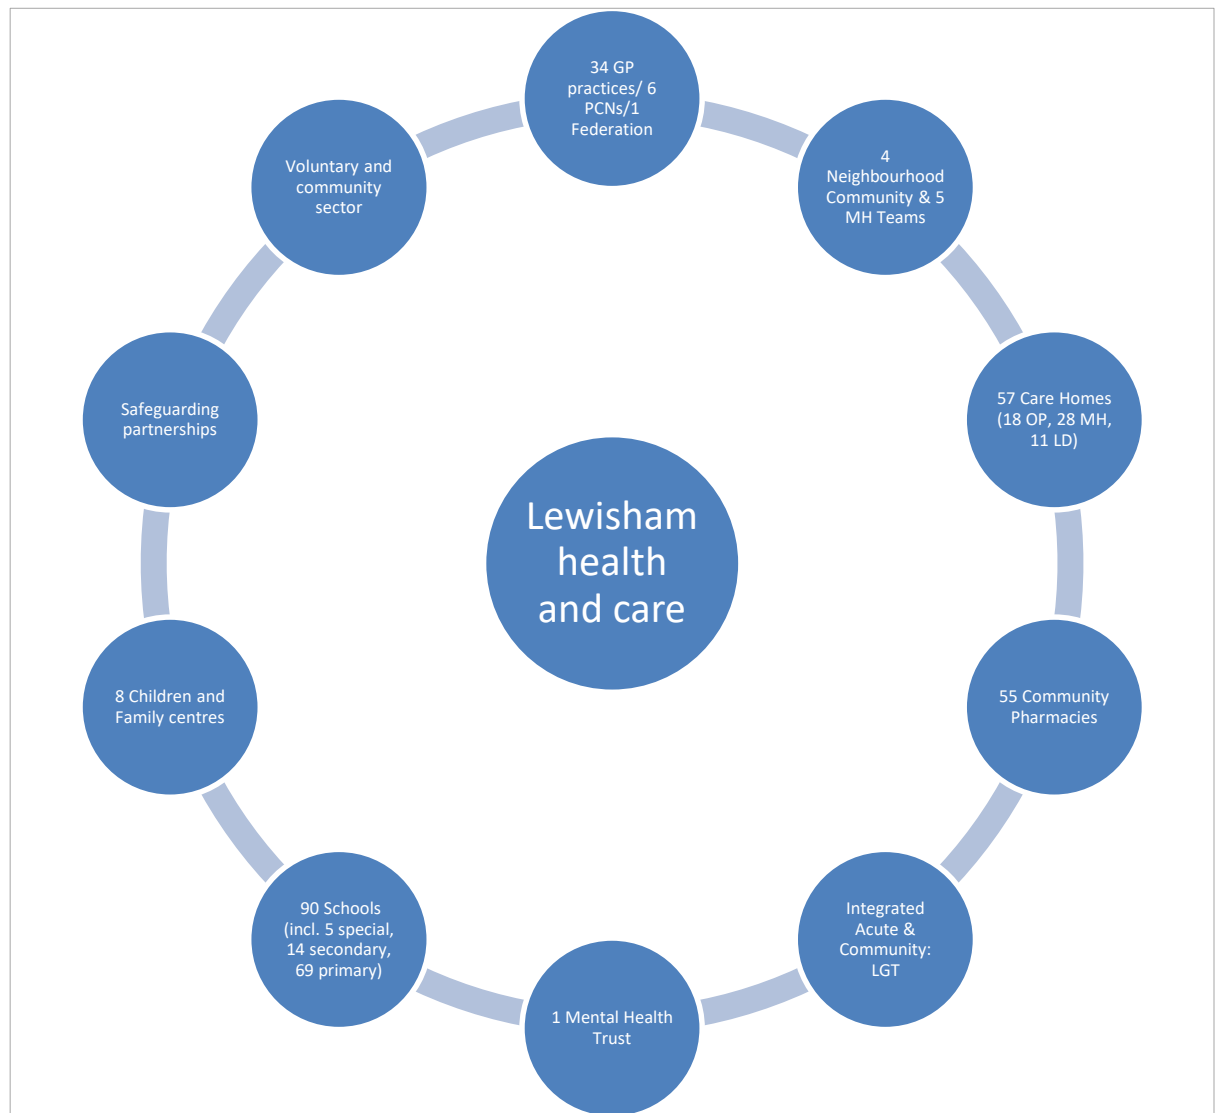 34 GP
practices/ 6
PCNs/1
Federation
4
Neighbourhood
Community & 5
MH Teams
57 Care Homes
(18 OP, 28 MH,
11 LD)
55 Community
Pharmacies
Integrated
Acute &
Community:
LGT
1 Mental Health
Trust
90 Schools
(incl. 5 special,
14 secondary,
69 primary)
8 Children and
Family centres
Safeguarding
partnerships
Voluntary and
community
sector
Lewisham
health
and care